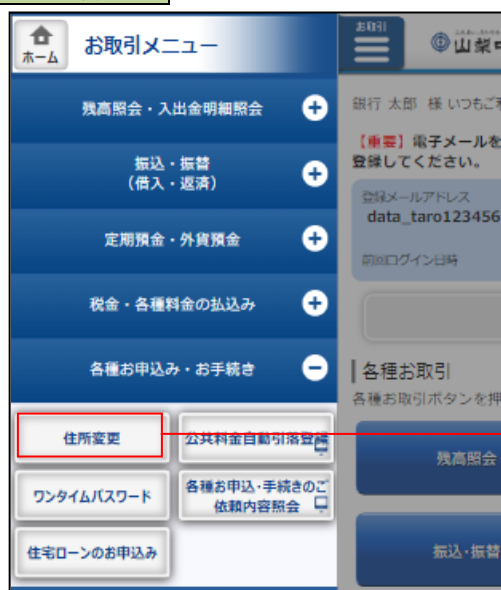 ホーム
お取引メニュー
残高照会・入出金明細照会
振込・振替
（借入・返済）
定期預金・外貨預金
税金・各種料金の払込み
各種お申込み・お手続き
住所変更
公共料金自動引落登録
ワンタイムパスワード
各種お申込・手続きのご
依頼内容照会
住宅ローンのお申込み
お取引
山梨中
銀行 太郎 様 いつもご利
【重要】電子メールを
登録してください。
登録メールアドレス
data_taro123456
前回ログイン日時
各種お取引
各種お取引ボタンを押
残高照会
振込・振替